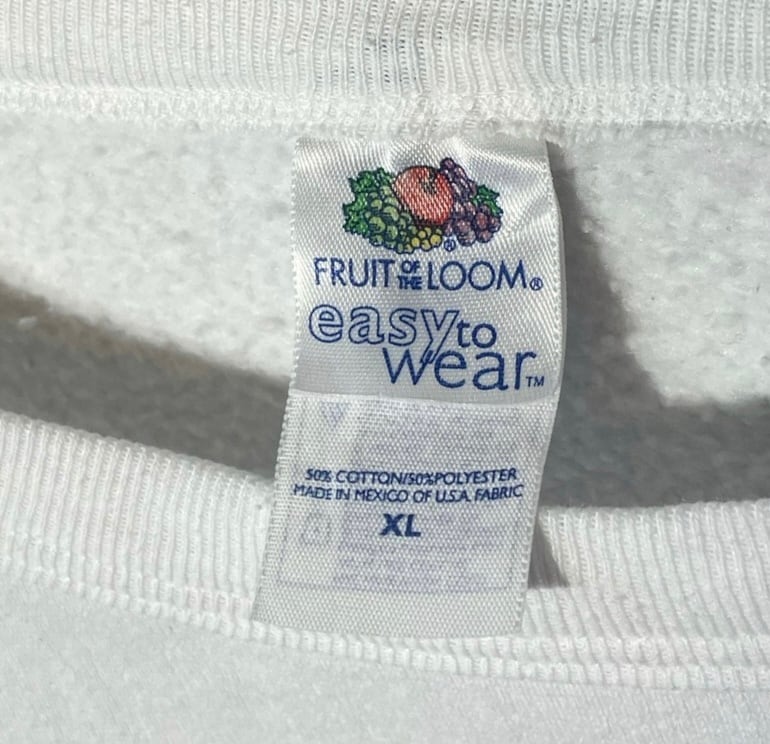 ®
FRUIT OF THE LOOM®
easy to
wear™
50% COTTON/50%POLYESTER
MADE IN MEXICO OF U.S.A. FABRIC
XL